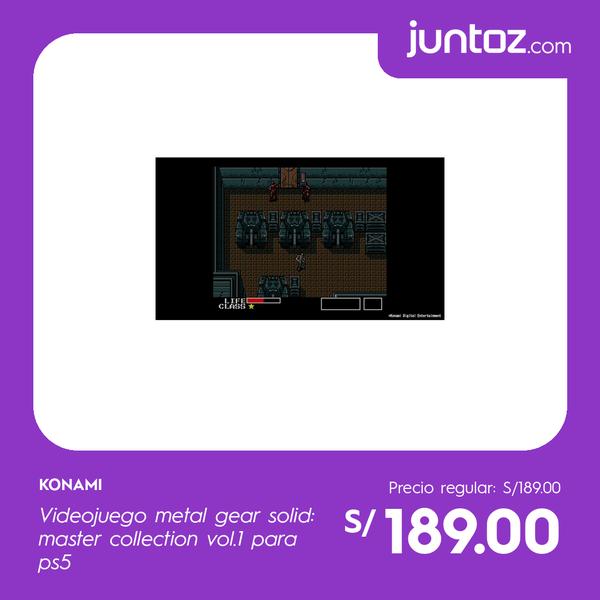 juntoz.com
LIFE
CLASS ★
©Konami Digital Entertainment
KONAMI
Precio regular: S/189.00
Videojuego metal gear solid:
master collection vol.1 para
ps5
S/ 189.00